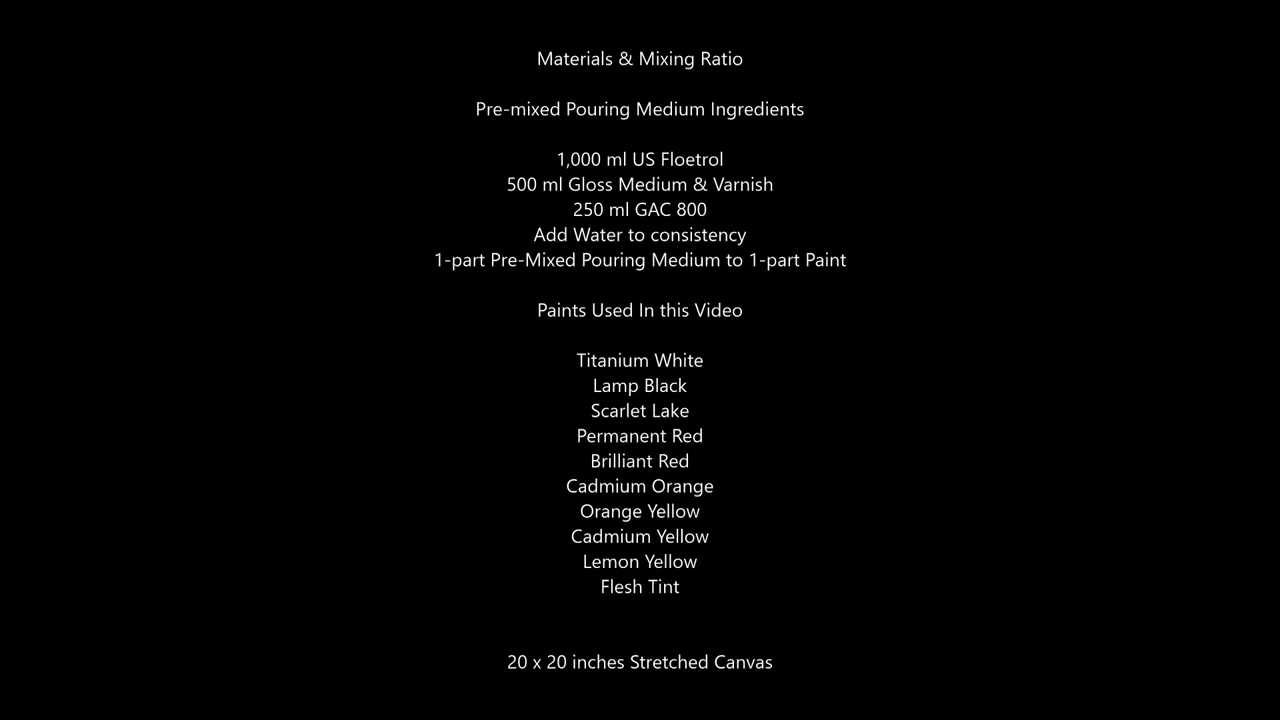 Materials & Mixing Ratio
Pre-mixed Pouring Medium Ingredients
1,000 ml US Floetrol
500 ml Gloss Medium & Varnish
250 ml GAC 800
Add Water to consistency
1-part Pre-Mixed Pouring Medium to 1-part Paint
Paints Used In this Video
Titanium White
Lamp Black
Scarlet Lake
Permanent Red
Brilliant Red
Cadmium Orange
Orange Yellow
Cadmium Yellow
Lemon Yellow
Flesh Tint
20 x 20 inches Stretched Canvas